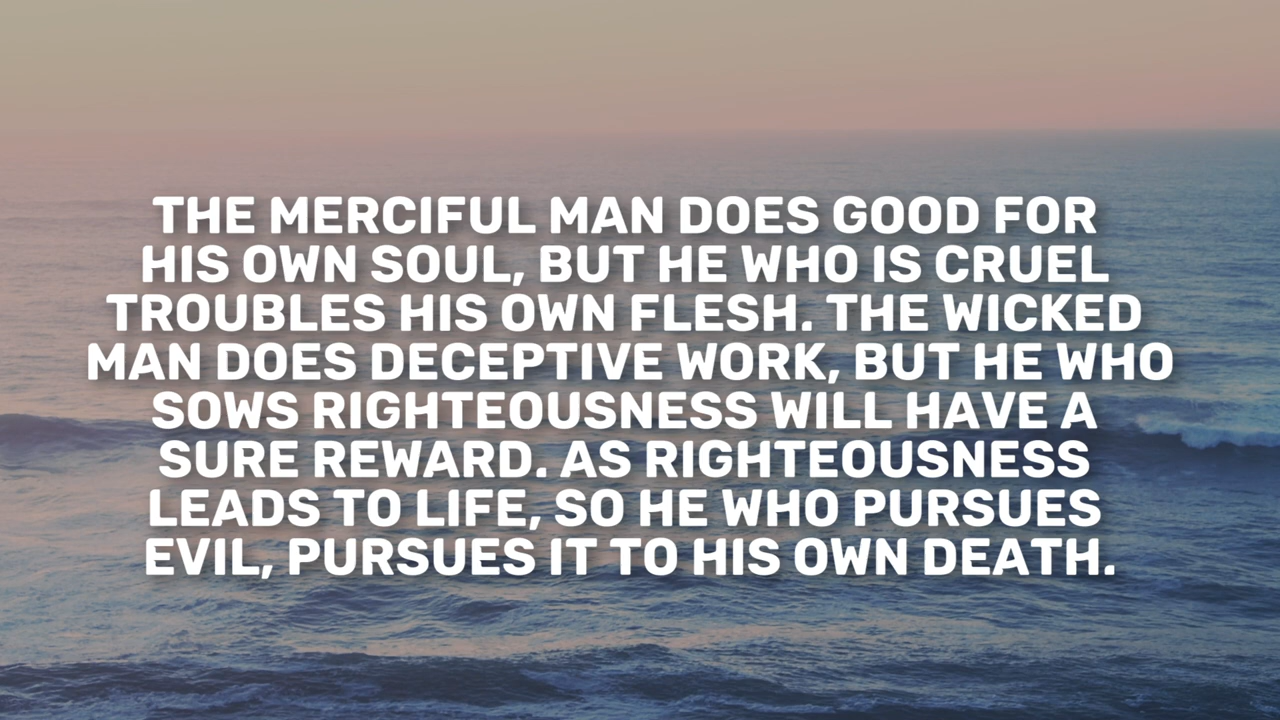 THE MERCIFUL MAN DOES GOOD FOR
HIS OWN SOUL, BUT HE WHO IS CRUEL
TROUBLES HIS OWN FLESH. THE WICKED
MAN DOES DECEPTIVE WORK, BUT HE WHO
SOWS RIGHTEOUSNESS WILL HAVE A
SURE REWARD. AS RIGHTEOUSNESS
LEADS TO LIFE, SO HE WHO PURSUES
EVIL, PURSUES IT TO HIS OWN DEATH.